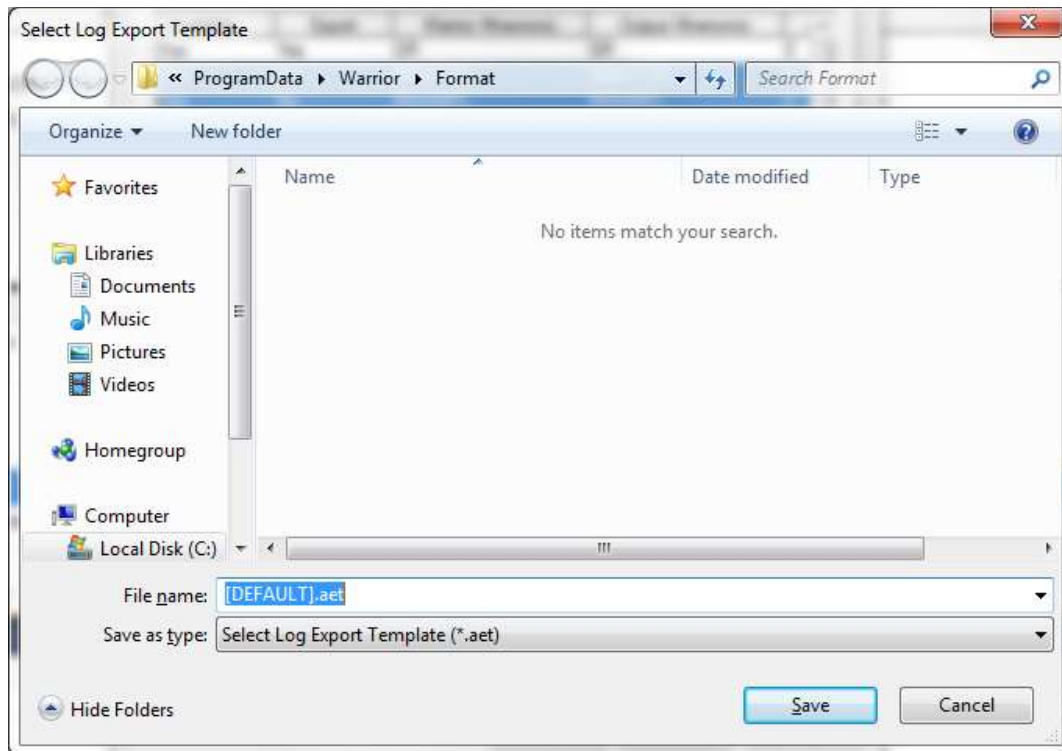 Select Log Export Template
« ProgramData ▸ Warrior ▸ Format
Search Format
Organize
New folder
Favorites
Libraries
Documents
Music
Pictures
Videos
Homegroup
Computer
Local Disk (C:)
Name
Date modified
Type
No items match your search.
File name: [DEFAULT].aet
Save as type: Select Log Export Template (*.aet)
Hide Folders
Save
Cancel